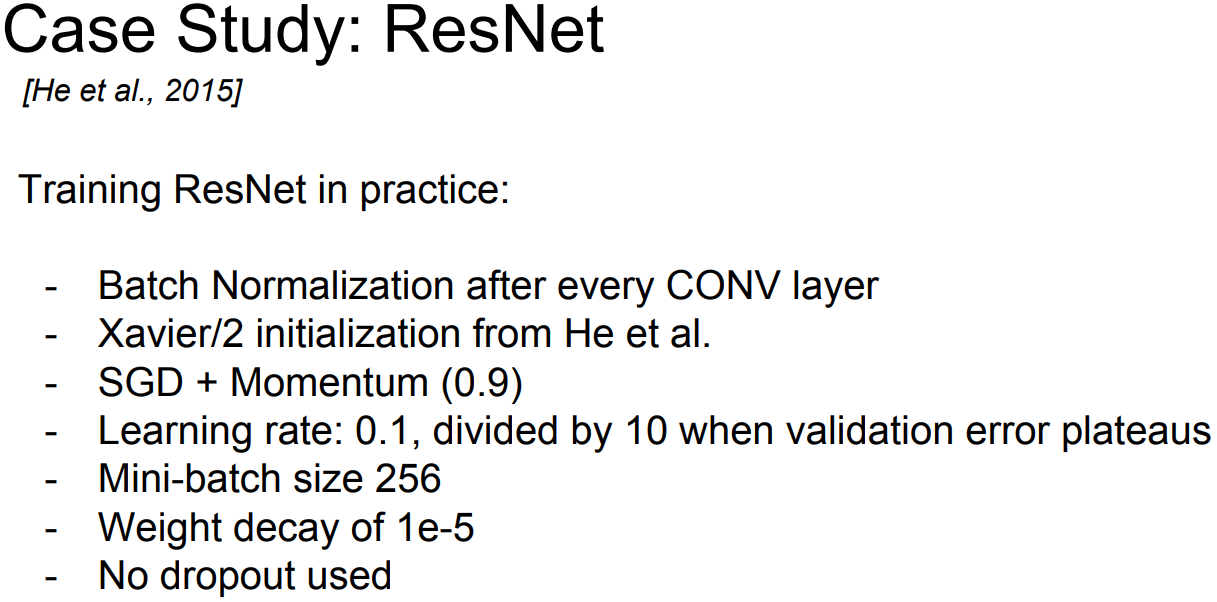 Case Study: ResNet
[He et al., 2015]
Training ResNet in practice:
- Batch Normalization after every CONV layer
- Xavier/2 initialization from He et al.
- SGD + Momentum (0.9)
- Learning rate: 0.1, divided by 10 when validation error plateaus
- Mini-batch size 256
- Weight decay of 1e-5
- No dropout used